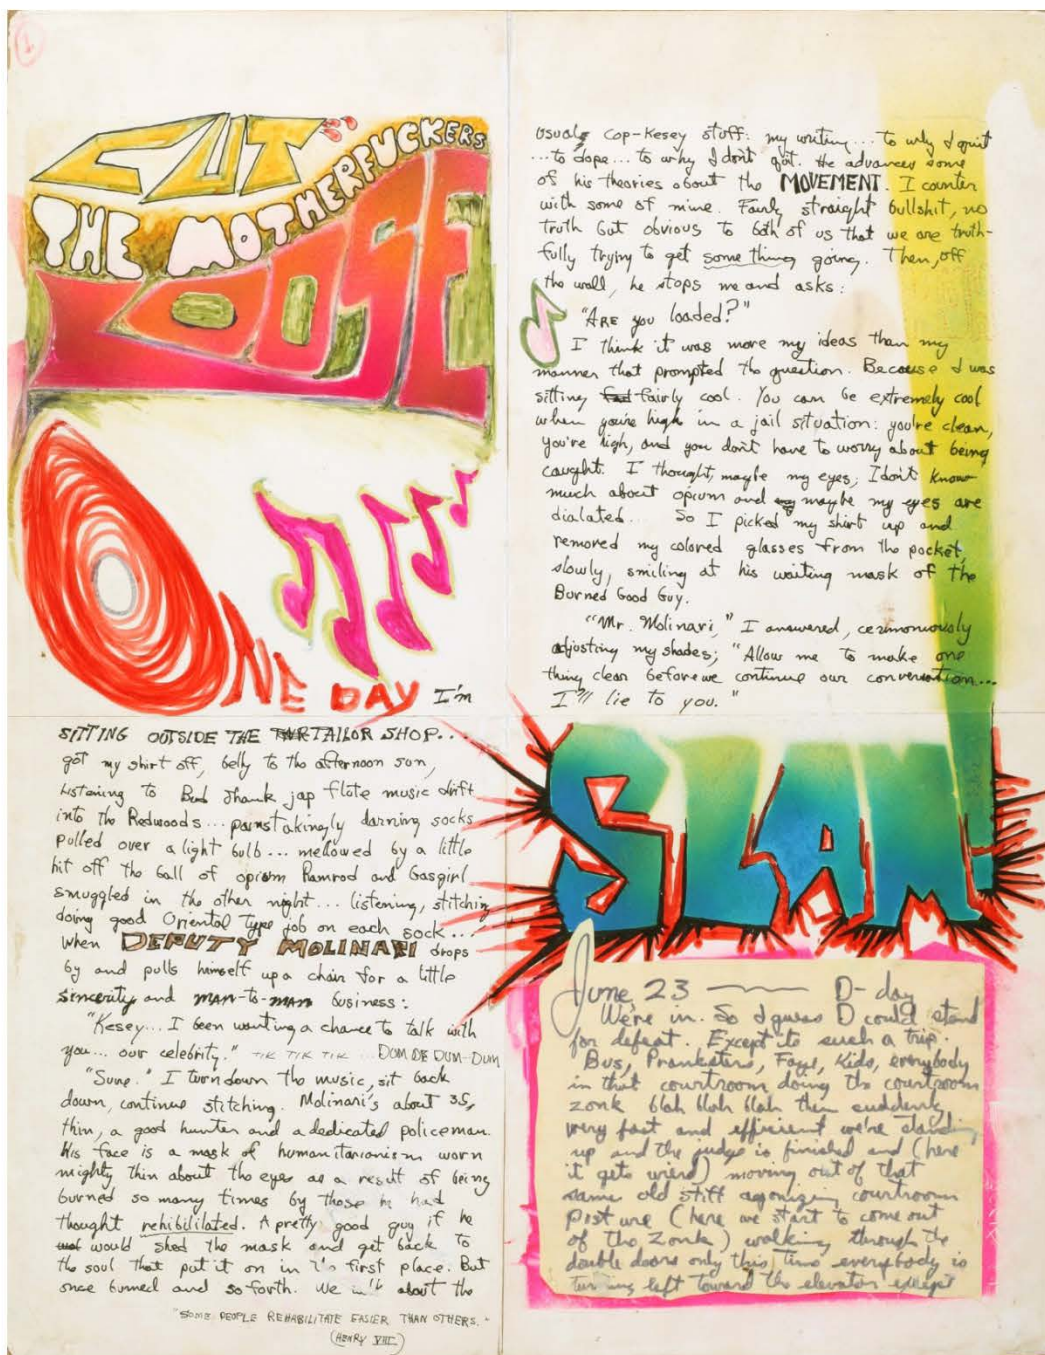 1
CUT
THE MOTHERFUCKERS
LOOSE
ONE DAY I'm
SITTING OUTSIDE THE TAILOR SHOP...
got my shirt off, belly to the afternoon sun,
Listening to Bud Shank jap flote music drift
into the Redwoods... painstakingly darning socks
pulled over a light bulb... mellowed by a little
hit off the ball of opium Ramrod and Gasgirl
smuggled in the other night... listening, stitching
doing good Oriental type job on each sock...
When DEPUTY MOLINARI drops
by and pulls himself up a chair for a little
sincerity and MAN-to-MAN business:
"Kesey... I been wanting a chance to talk with
you... our celebrity." TIK TIK TIK ... DOM DE DUM-DUM
"Sure." I turn down the music, sit back
down, continue stitching. Molinari's about 35,
thin, a good hunter and a dedicated policeman.
His face is a mask of humanitarianism worn
mighty thin about the eyes as a result of being
burned so many times by those he had
thought rehibilitated. A pretty good guy if he
would shed the mask and get back to
the soul that put it on in the first place. But
once burned and so forth. We talk about the
"SOME PEOPLE REHABILITATE EASIER THAN OTHERS."
(HENRY VIII)
usual cop-Kesey stuff: my writing... to why I quit
...to dope... to why I don't quit. He advances some
of his theories about the MOVEMENT. I counter
with some of mine. Fairly straight bullshit, no
truth but obvious to both of us that we are truth-
fully trying to get some thing going. Then, off
the wall, he stops me and asks:
"ARE you loaded?"
I think it was more my ideas than my
manner that prompted the question. Because I was
sitting fairly cool. You can be extremely cool
when you're high in a jail situation: you're clean,
you're high, and you don't have to worry about being
caught. I thought, maybe my eyes; I don't know
much about opium and maybe my eyes are
dialated... So I picked my shirt up and
removed my colored glasses from the pocket,
slowly, smiling at his waiting mask of the
Burned Good Guy.
"Mr. Molinari," I answered, cerimoniously
adjusting my shades; "Allow me to make one
thing clear before we continue our conversation...
I'll lie to you."
SLAM!
June 23 — D-day
We're in. So I guess D could stand
for defeat. Except its such a trip.
Bus, Pranksters, Faye, Kids, everybody
in that courtroom doing the courtroom
zonk blah blah blah then suddenly,
very fast and efficient we're standing
up and the judge is finished and (here
it gets wierd) moving out of that
same old stiff agonizing courtroom
posture (here we start to come out
of the zonk) walking through the
double doors only this time everybody is
turning left toward the elevator except